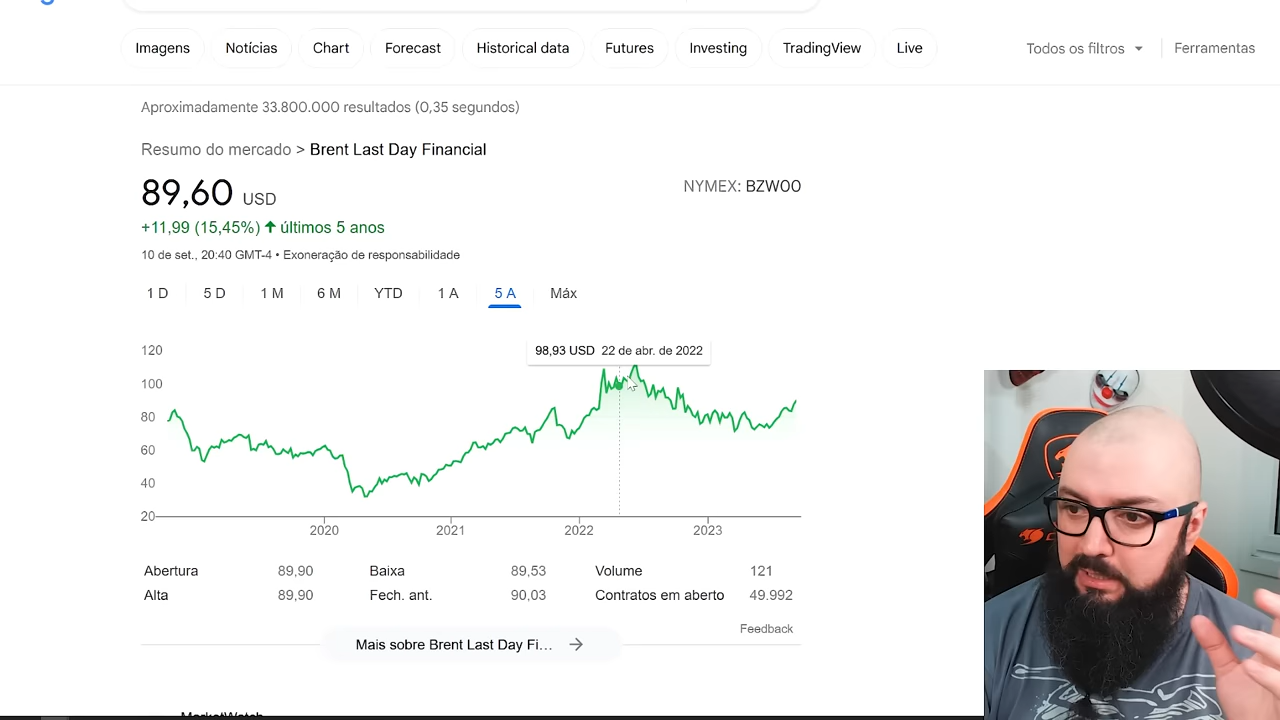 Imagens Notícias Chart Forecast Historical data Futures Investing TradingView Live Todos os filtros Ferramentas
Aproximadamente 33.800.000 resultados (0,35 segundos)
Resumo do mercado > Brent Last Day Financial
89,60 USD
NYMEX: BZW00
+11,99 (15,45%) ↑ últimos 5 anos
10 de set., 20:40 GMT-4 • Exoneração de responsabilidade
1 D 5 D 1 M 6 M YTD 1 A 5 A Máx
98,93 USD 22 de abr. de 2022
120
100
80
60
40
20
2020 2021 2022 2023
Abertura 89,90 Baixa 89,53 Volume 121
Alta 89,90 Fech. ant. 90,03 Contratos em aberto 49.992
Feedback
Mais sobre Brent Last Day Fi... →
MarketWatch